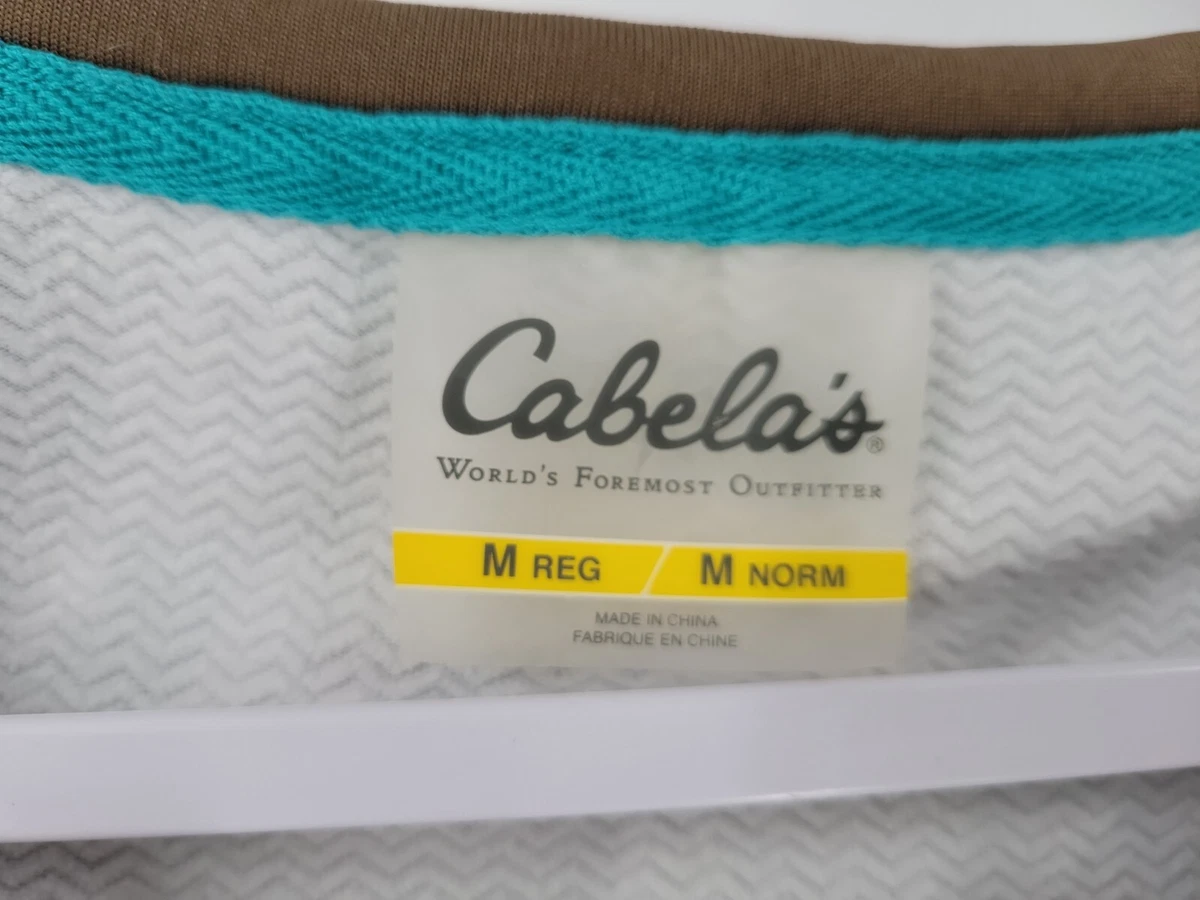 Cabela's®
WORLD'S FOREMOST OUTFITTER
M REG / M NORM
MADE IN CHINA
FABRIQUE EN CHINE